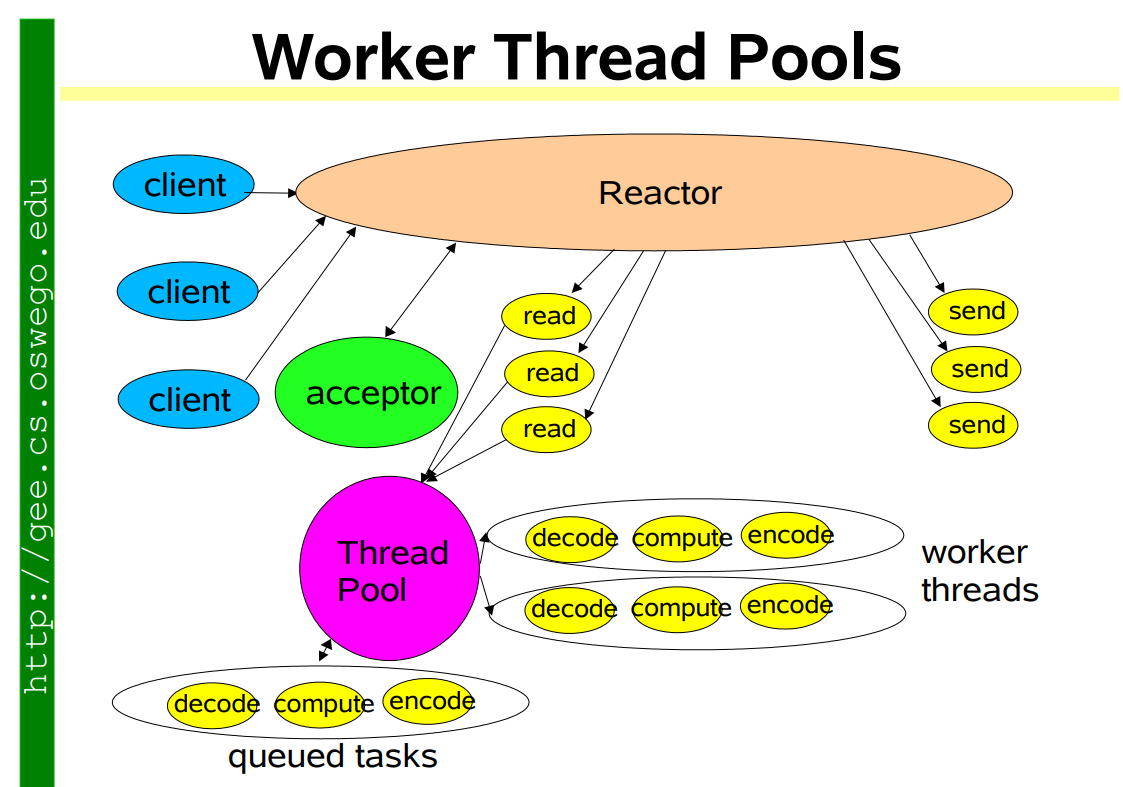 Worker Thread Pools
http://gee.cs.oswego.edu
client
Reactor
client
client
acceptor
read
read
read
send
send
send
Thread
Pool
decode compute encode
decode compute encode
worker
threads
decode compute encode
queued tasks